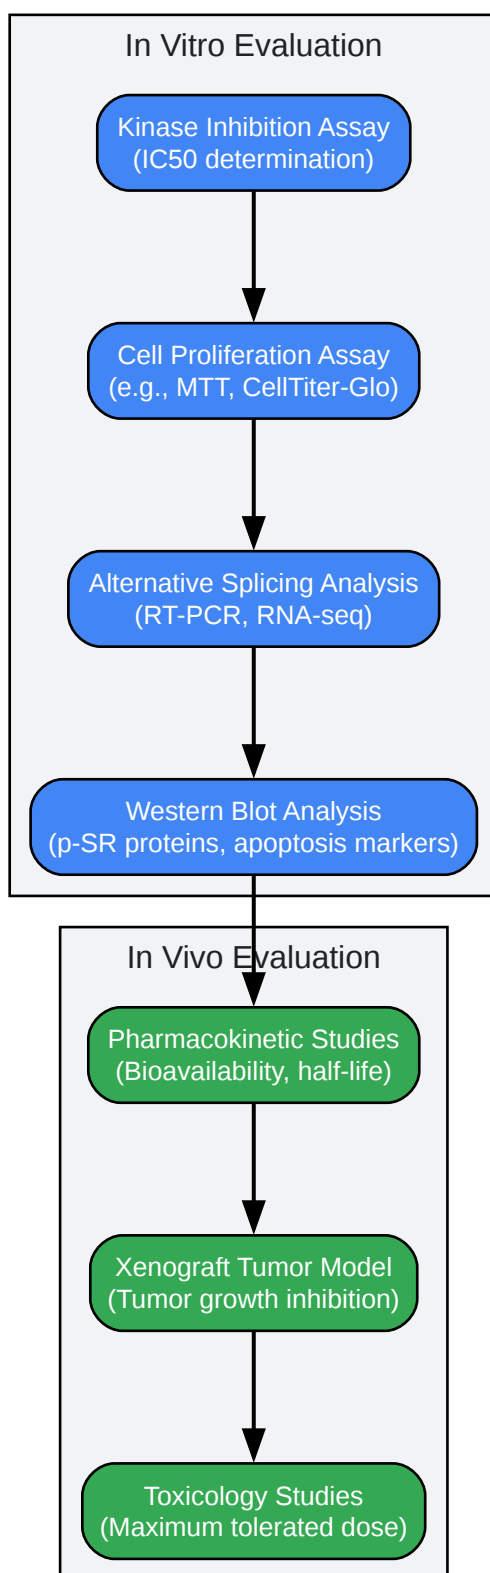 In Vitro Evaluation
Kinase Inhibition Assay
(IC50 determination)
Cell Proliferation Assay
(e.g., MTT, CellTiter-Glo)
Alternative Splicing Analysis
(RT-PCR, RNA-seq)
Western Blot Analysis
(p-SR proteins, apoptosis markers)
In Vivo Evaluation
Pharmacokinetic Studies
(Bioavailability, half-life)
Xenograft Tumor Model
(Tumor growth inhibition)
Toxicology Studies
(Maximum tolerated dose)